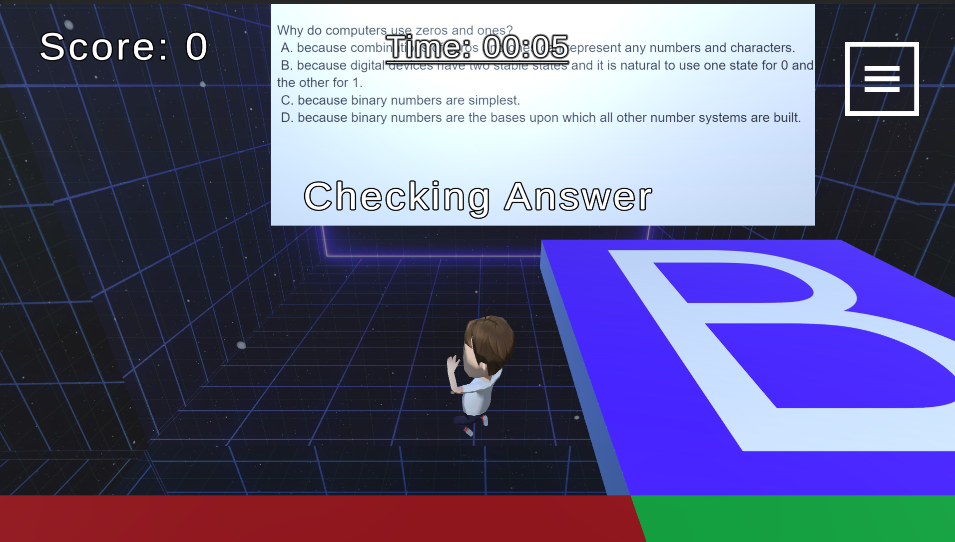 Score: 0
Time: 00:05
Why do computers use zeros and ones?
A. because represent any numbers and characters.
B. because digital devices have two stable states and it is natural to use one state for 0 and
the other for 1.
C. because binary numbers are simplest.
D. because binary numbers are the bases upon which all other number systems are built.
Checking Answer
B